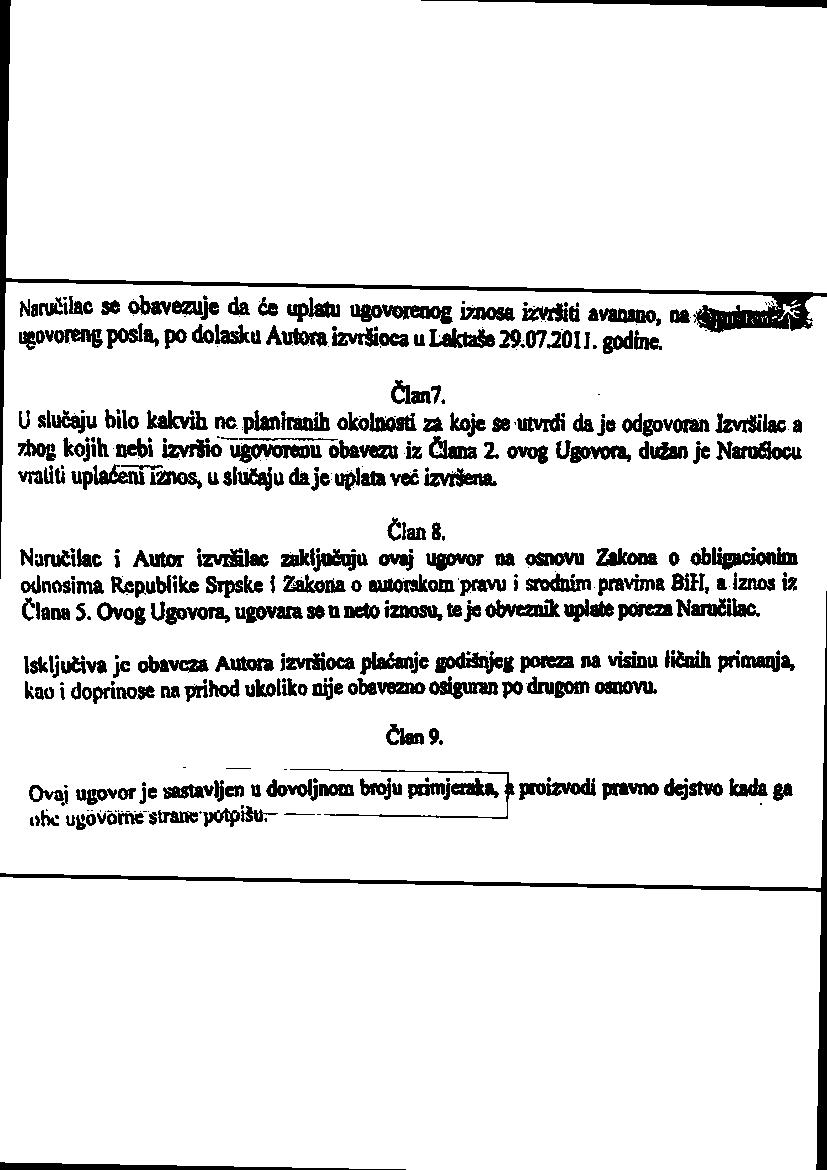 Naručilac se obavezuje da će uplatu ugovorenog iznosa izvršiti avansno, na
ugovoreng posla, po dolasku Autora izvršioca u Laktaše 29.07.2011. godine.
Član7.
U slučaju bilo kakvih ne planiranih okolnosti za koje se utvrdi da je odgovoran Izvršilac a
zbog kojih nebi izvršio ugovorenu obavezu iz Člana 2. ovog Ugovora, dužan je Naručiocu
vratiti uplaćeni iznos, u slučaju da je uplata već izvršena.
Član 8.
Naručilac i Autor izvršilac zaključuju ovaj ugovor na osnovu Zakona o obligacionim
odnosima Republike Srpske i Zakona o autorskom pravu i srodnim pravima BiH, a iznos iz
Člana 5. Ovog Ugovora, ugovara se u neto iznosu, te je obveznik uplate poreza Naručilac.
Isključiva je obaveza Autora izvršioca plaćanje godišnjeg poreza na visinu ličnih primanja,
kao i doprinose na prihod ukoliko nije obavezno osiguran po drugom osnovu.
Član 9.
Ovaj ugovor je sastavljen u dovoljnom broju primjeraka, a proizvodi pravno dejstvo kada ga
obe ugovorne strane potpišu.